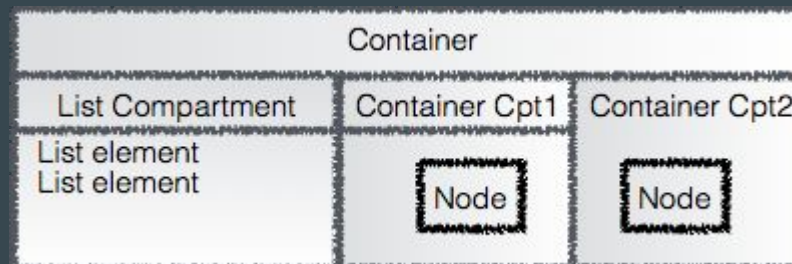 Container
List Compartment
Container Cpt1
Container Cpt2
List element
List element
Node
Node